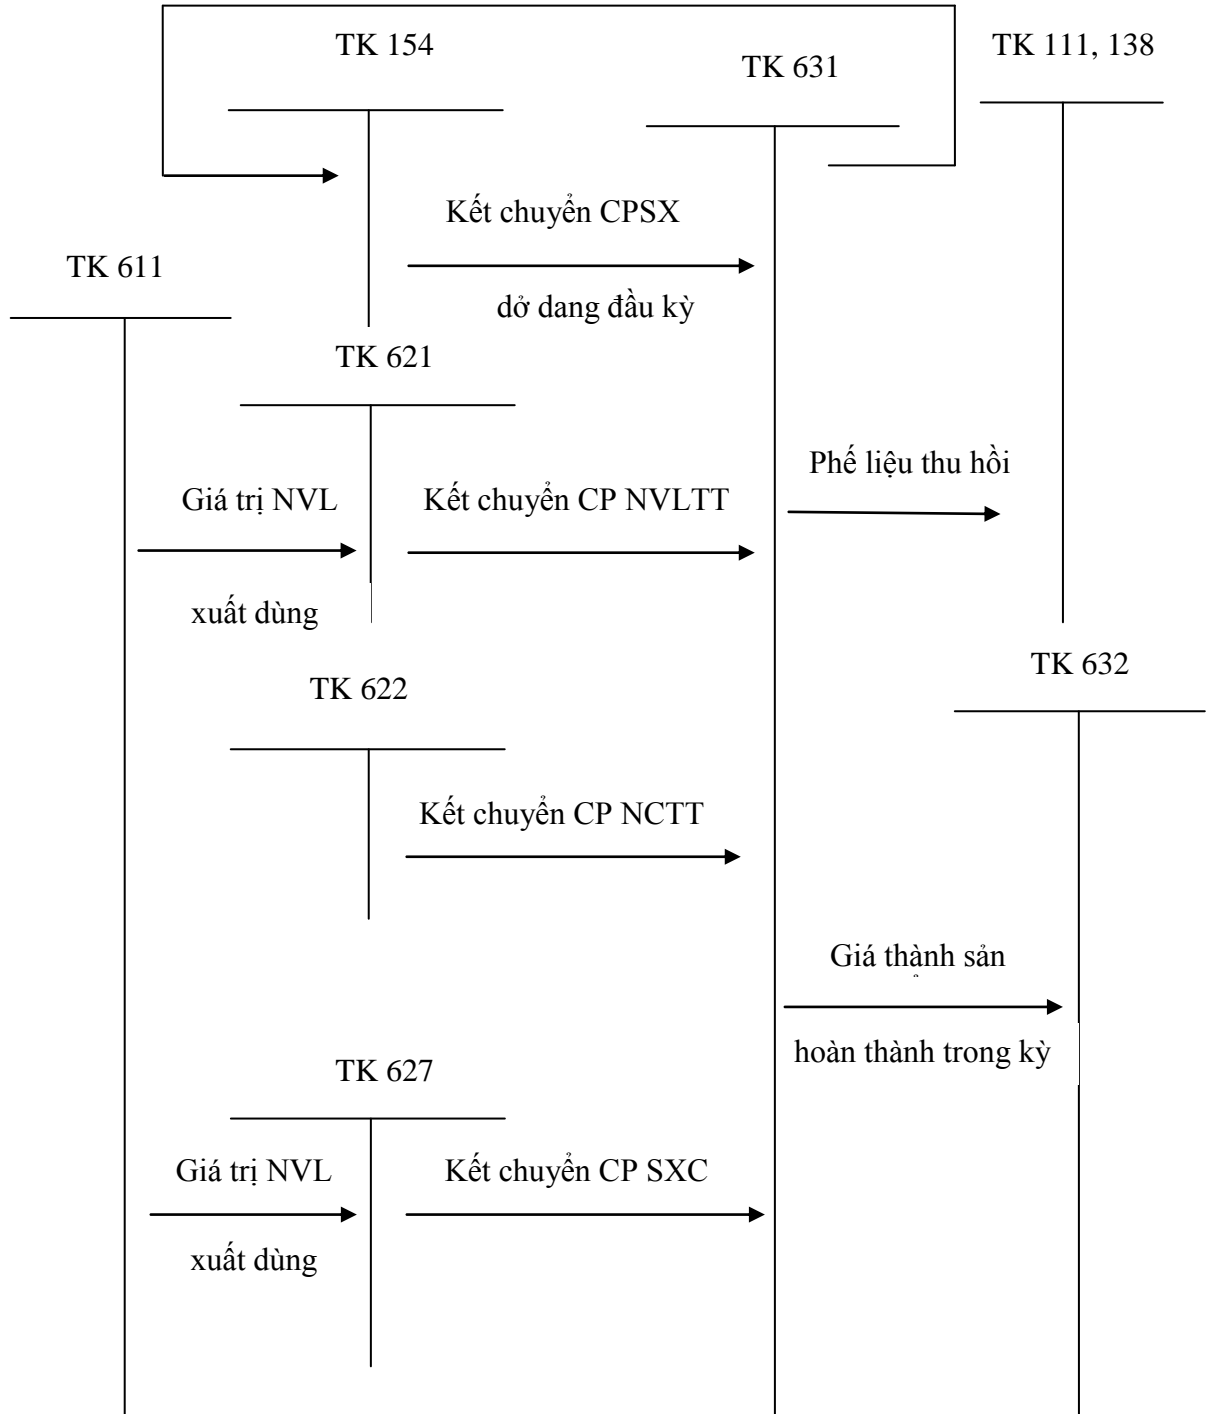 TK 154
TK 631
TK 111, 138
Kết chuyển CPSX
dở dang đầu kỳ
TK 611
TK 621
Giá trị NVL
xuất dùng
Kết chuyển CP NVLTT
Phế liệu thu hồi
TK 622
TK 632
Kết chuyển CP NCTT
Giá thành sản
hoàn thành trong kỳ
TK 627
Giá trị NVL
xuất dùng
Kết chuyển CP SXC